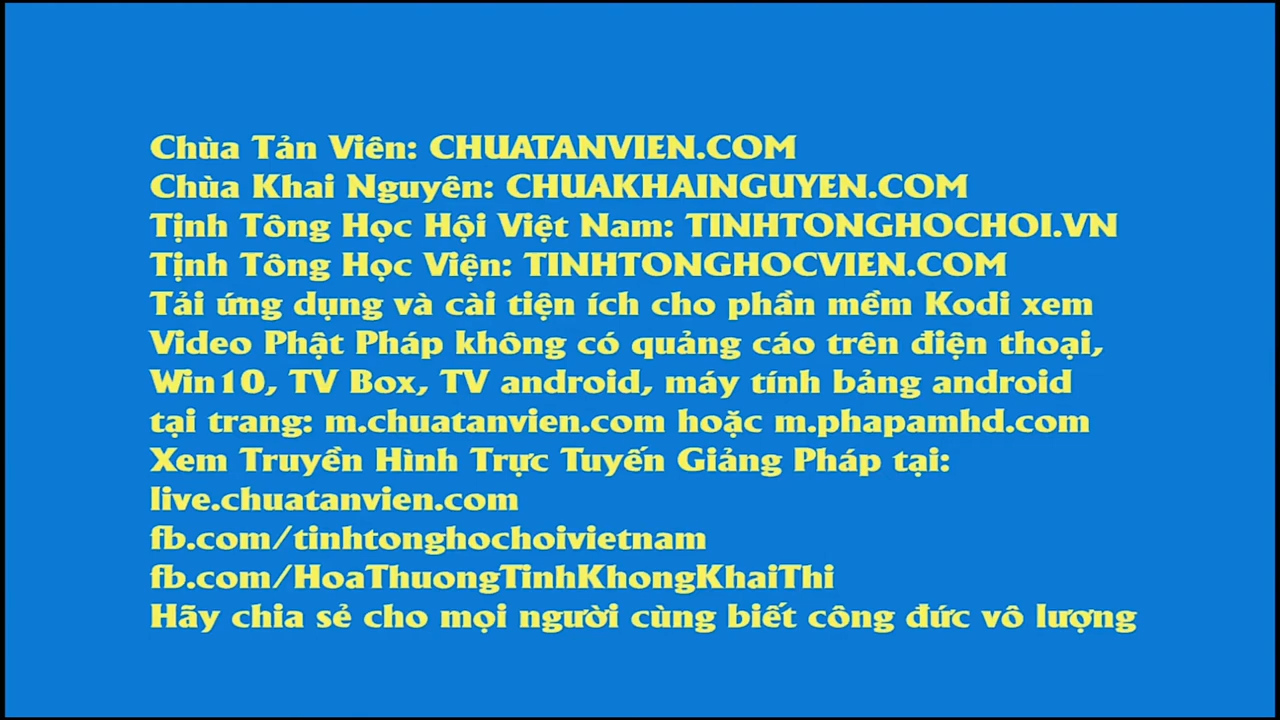 Chùa Tản Viên: CHUATANVIEN.COM
Chùa Khai Nguyên: CHUAKHAINGUYEN.COM
Tịnh Tông Học Hội Việt Nam: TINHTONGHOCHOI.VN
Tịnh Tông Học Viện: TINHTONGHOCVIEN.COM
Tải ứng dụng và cài tiện ích cho phần mềm Kodi xem
Video Phật Pháp không có quảng cáo trên điện thoại,
Win10, TV Box, TV android, máy tính bảng android
tại trang: m.chuatanvien.com hoặc m.phapamhd.com
Xem Truyền Hình Trực Tuyến Giảng Pháp tại:
live.chuatanvien.com
fb.com/tinhtonghochoivietnam
fb.com/HoaThuongTinhKhongKhaiThi
Hãy chia sẻ cho mọi người cùng biết công đức vô lượng